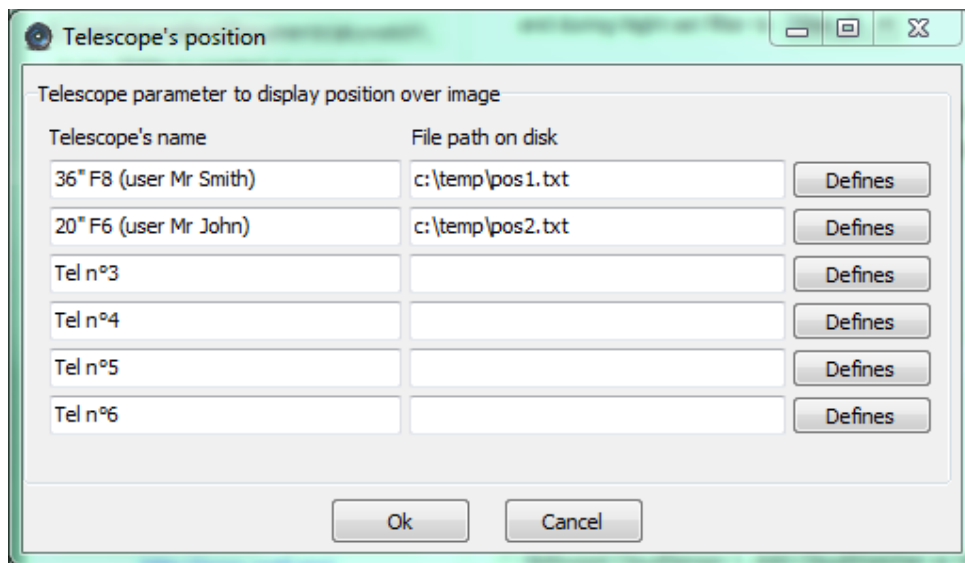 Telescope's position
Telescope parameter to display position over image
Telescope's name File path on disk
36" F8 (user Mr Smith) c:\temp\pos1.txt Defines
20" F6 (user Mr John) c:\temp\pos2.txt Defines
Tel n°3 Defines
Tel n°4 Defines
Tel n°5 Defines
Tel n°6 Defines
Ok Cancel